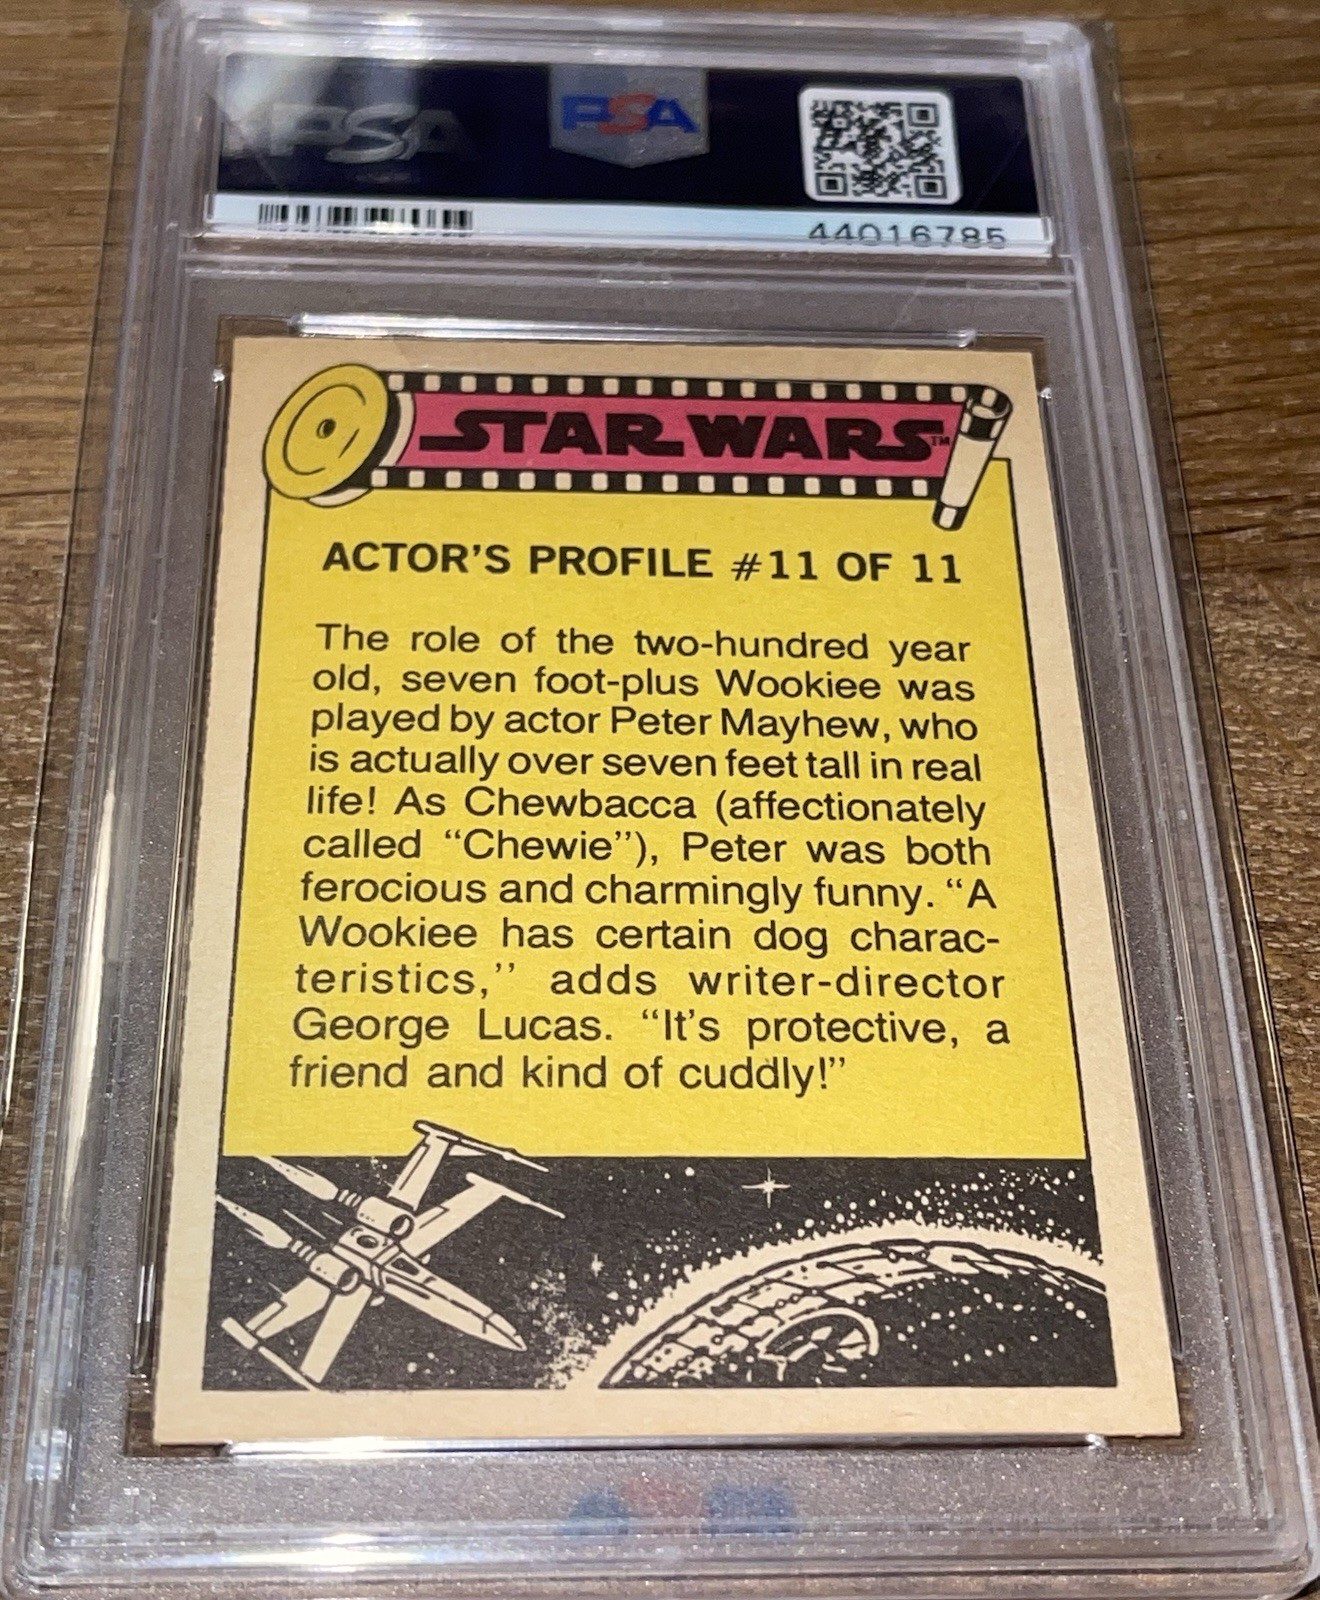 PSA
PSA
44016785
STAR WARS™
ACTOR'S PROFILE #11 OF 11
The role of the two-hundred year
old, seven foot-plus Wookiee was
played by actor Peter Mayhew, who
is actually over seven feet tall in real
life! As Chewbacca (affectionately
called “Chewie”), Peter was both
ferocious and charmingly funny. “A
Wookiee has certain dog charac-
teristics,’’ adds writer-director
George Lucas. “It's protective, a
friend and kind of cuddly!”
PSA